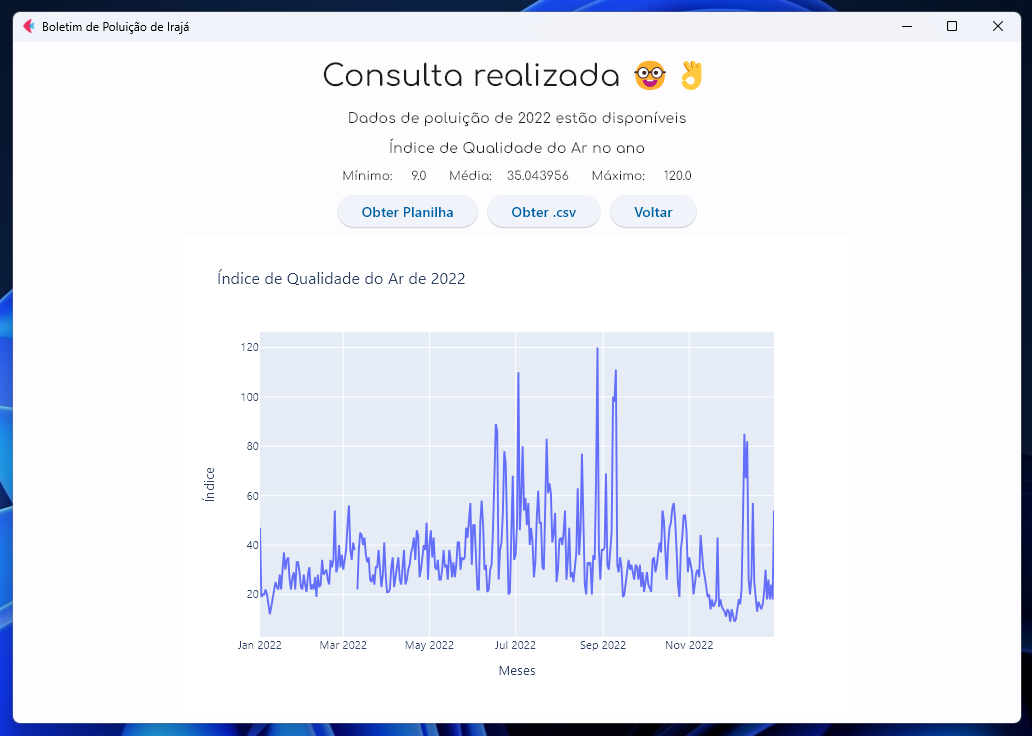 Boletim de Poluição de Irajá
Consulta realizada 🤓 👌
Dados de poluição de 2022 estão disponíveis
Índice de Qualidade do Ar no ano
Mínimo: 9.0 Média: 35.043956 Máximo: 120.0
Obter Planilha Obter .csv Voltar
Índice de Qualidade do Ar de 2022
120
100
80
60
40
20
Índice
Jan 2022 Mar 2022 May 2022 Jul 2022 Sep 2022 Nov 2022
Meses